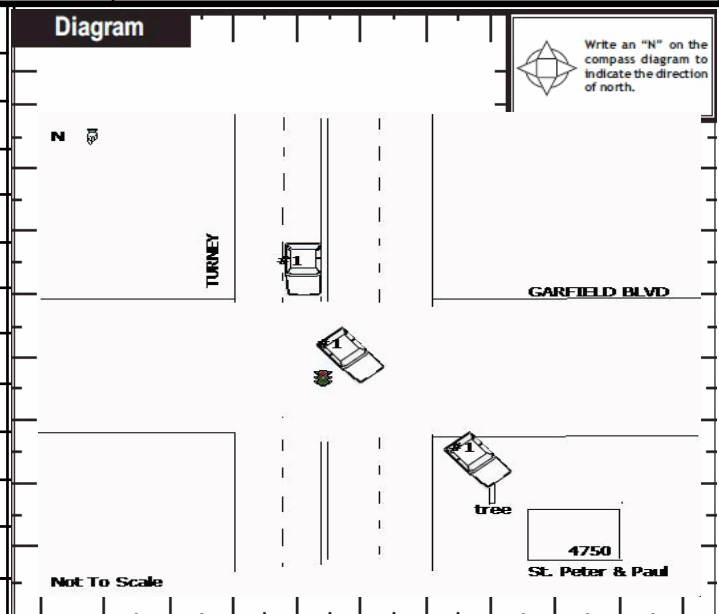 Diagram
Write an “N” on the
compass diagram to
indicate the direction
of north.
N
TURNEY
#1
GARFIELD BLVD
#1
#1
tree
4750
St. Peter & Paul
Not To Scale